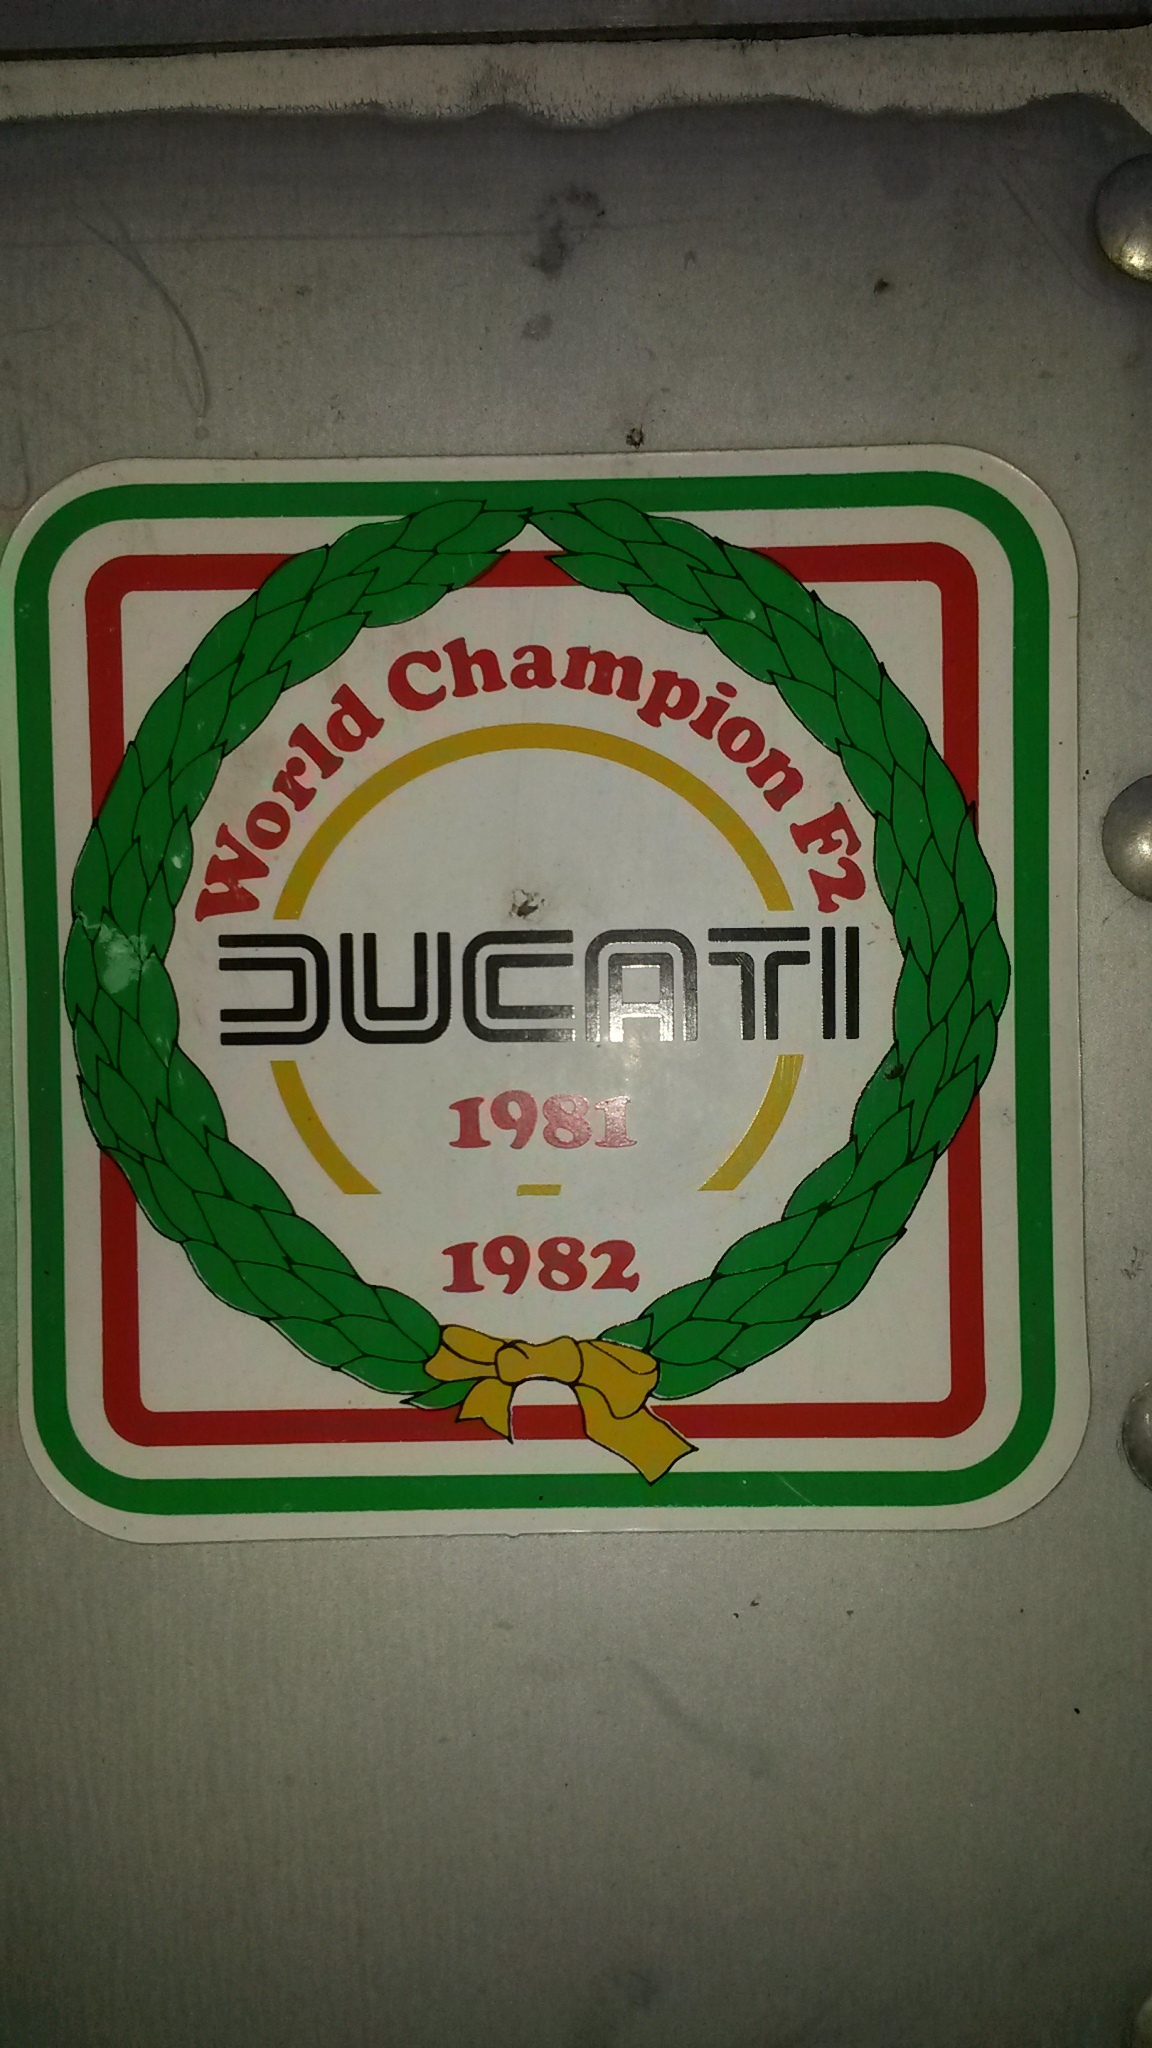 World Champion F2
DUCATI
1981
-
1982